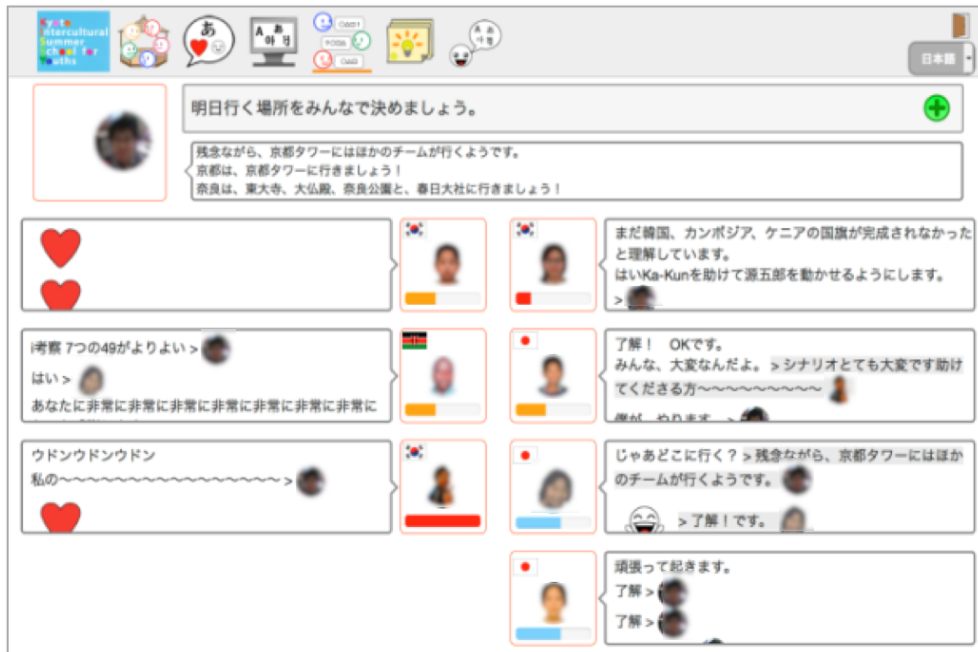 Kyoto
Intercultural
Summer
School for
Youths
あ
A あ
아 영
日本語
明日行く場所をみんなで決めましょう。
残念ながら、京都タワーにはほかのチームが行くようです。
京都は、京都タワーに行きましょう！
奈良は、東大寺、大仏殿、奈良公園と、春日大社に行きましょう！
まだ韓国、カンボジア、ケニアの国旗が完成されなかった
と理解しています。
はいKa-Kunを助けて源五郎を動かせるようにします。
>
i考察 7つの49がよりよい >
はい >
あなたに非常に非常に非常に非常に非常に非常に非常に
了解！ OKです。
みんな、大変なんだよ。 > シナリオとても大変です助け
てくださる方〜〜〜〜〜〜〜〜〜
僕が、やります。 >
ウドンウドンウドン
私の〜〜〜〜〜〜〜〜〜〜〜〜〜〜〜〜 >
じゃあどこに行く？ > 残念ながら、京都タワーにはほか
のチームが行くようです。
> 了解！です。
頑張って起きます。
了解 >
了解 >